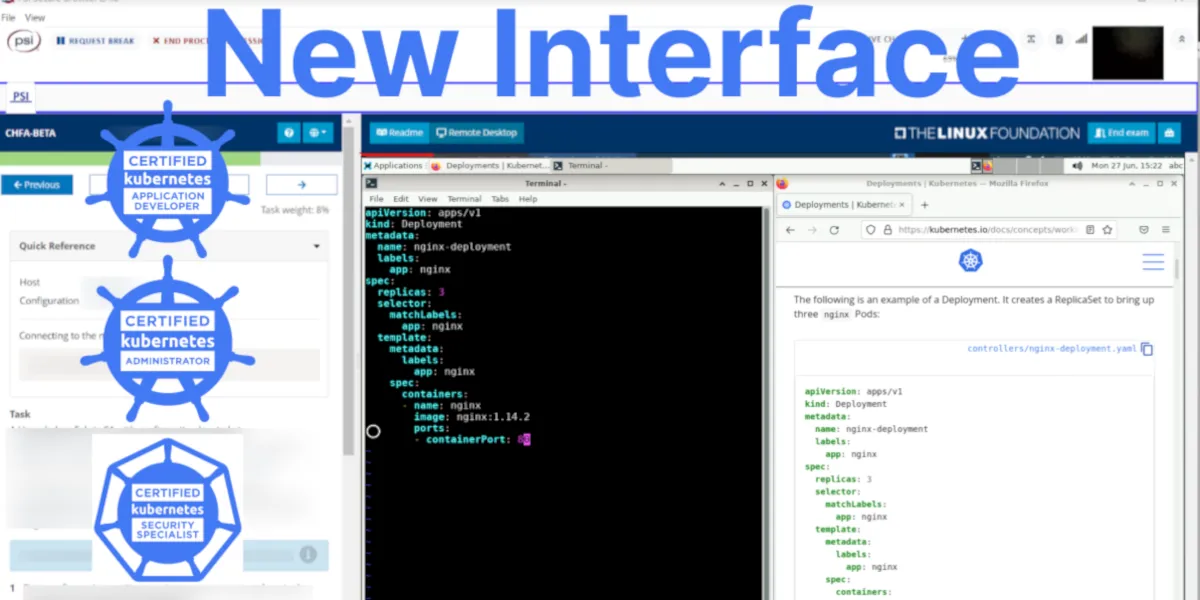 File View
psi
REQUEST BREAK
New Interface
PSI
CHFA-BETA
Previous
Task weight: 8%
Quick Reference
Host
Configuration
Connecting to the
Task
1
CERTIFIED
kubernetes
APPLICATION
DEVELOPER
CERTIFIED
kubernetes
ADMINISTRATOR
CERTIFIED
kubernetes
SECURITY
SPECIALIST
Readme
Remote Desktop
THE LINUX FOUNDATION
End exam
Applications
Deployments | Kubernet...
Terminal -
Mon 27 Jun, 15:22 abc
Terminal -
File Edit View Terminal Tabs Help
apiVersion: apps/v1
kind: Deployment
metadata:
name: nginx-deployment
labels:
app: nginx
spec:
replicas: 3
selector:
matchLabels:
app: nginx
template:
metadata:
labels:
app: nginx
spec:
containers:
- name: nginx
image: nginx:1.14.2
ports:
- containerPort: 80
Deployments | Kubernetes — Mozilla Firefox
Deployments | Kubernet
https://kubernetes.io/docs/concepts/work
The following is an example of a Deployment. It creates a ReplicaSet to bring up
three nginx Pods:
controllers/nginx-deployment.yaml
apiVersion: apps/v1
kind: Deployment
metadata:
name: nginx-deployment
labels:
app: nginx
spec:
replicas: 3
selector:
matchLabels:
app: nginx
template:
metadata:
labels:
app: nginx
spec:
containers: